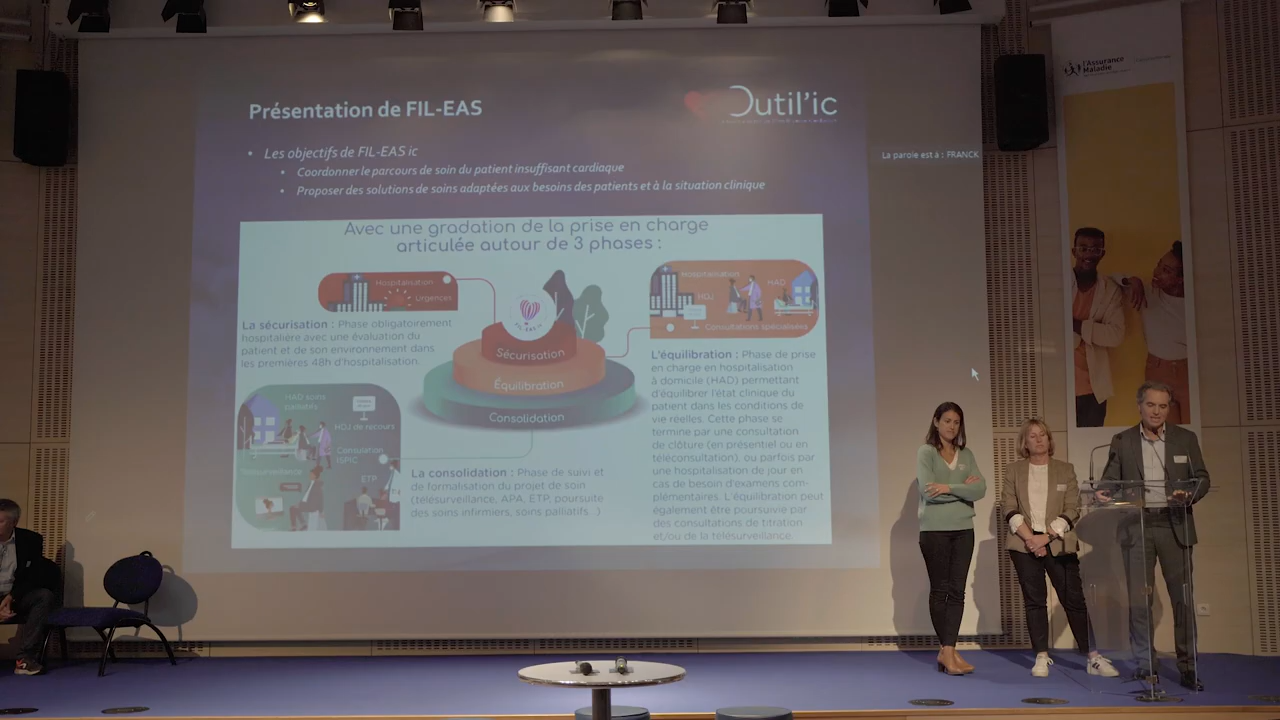 Présentation de FIL-EAS
Outil'ic
Les objectifs de FIL-EAS ic
Coordonner le parcours de soin du patient insuffisant cardiaque
Proposer des solutions de soins adaptées aux besoins des patients et à la situation clinique
La parole est à : FRANCK
Avec une gradation de la prise en charge
articulée autour de 3 phases :
Hospitalisation
Urgences
La sécurisation : Phase obligatoirement
hospitalière avec une évaluation du
patient et de son environnement dans
les premières 48h d'hospitalisation.
FIL-EAS ic
Sécurisation
Équilibration
Consolidation
Hospitalisation
HDJ
HAD
Consultations spécialisées
L'équilibration : Phase de prise
en charge en hospitalisation
à domicile (HAD) permettant
d'équilibrer l'état clinique du
patient dans les conditions de
vie réelles. Cette phase se
termine par une consultation
de clôture (en présentiel ou en
téléconsultation), ou parfois par
une hospitalisation de jour en
cas de besoin d'examens com-
plémentaires. L'équilibration peut
également être poursuivie par
des consultations de titration
et/ou de la télésurveillance.
HAD soins
palliatifs
HDJ de recours
Consultation
ISPIC
Télésurveillance
ETP
La consolidation : Phase de suivi et
de formalisation du projet de soin
(télésurveillance, APA, ETP, poursuite
des soins infirmiers, soins palliatifs...)
l'Assurance
Maladie